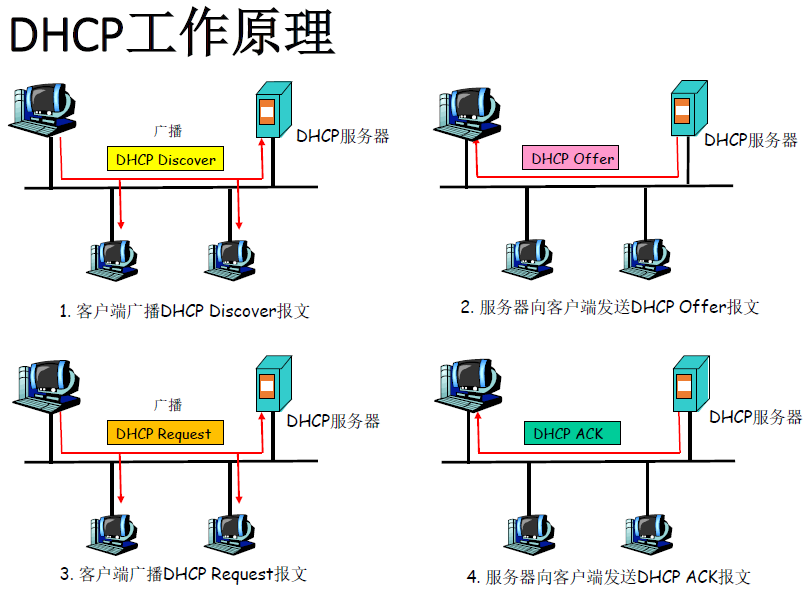 DHCP工作原理
广播
DHCP服务器
DHCP Discover
1. 客户端广播DHCP Discover报文
DHCP服务器
DHCP Offer
2. 服务器向客户端发送DHCP Offer报文
广播
DHCP服务器
DHCP Request
3. 客户端广播DHCP Request报文
DHCP服务器
DHCP ACK
4. 服务器向客户端发送DHCP ACK报文